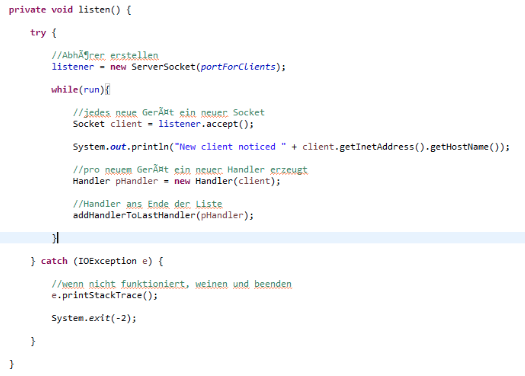 private void listen() {
try {
//AbhÃ¶rer erstellen
listener = new ServerSocket(portForClients);
while(run){
//jedes neue GerÃ¤t ein neuer Socket
Socket client = listener.accept();
System.out.println("New client noticed " + client.getInetAddress().getHostName());
//pro neuem GerÃ¤t ein neuer Handler erzeugt
Handler pHandler = new Handler(client);
//Handler ans Ende der Liste
addHandlerToLastHandler(pHandler);
}
} catch (IOException e) {
//wenn nicht funktioniert, weinen und beenden
e.printStackTrace();
System.exit(-2);
}
}